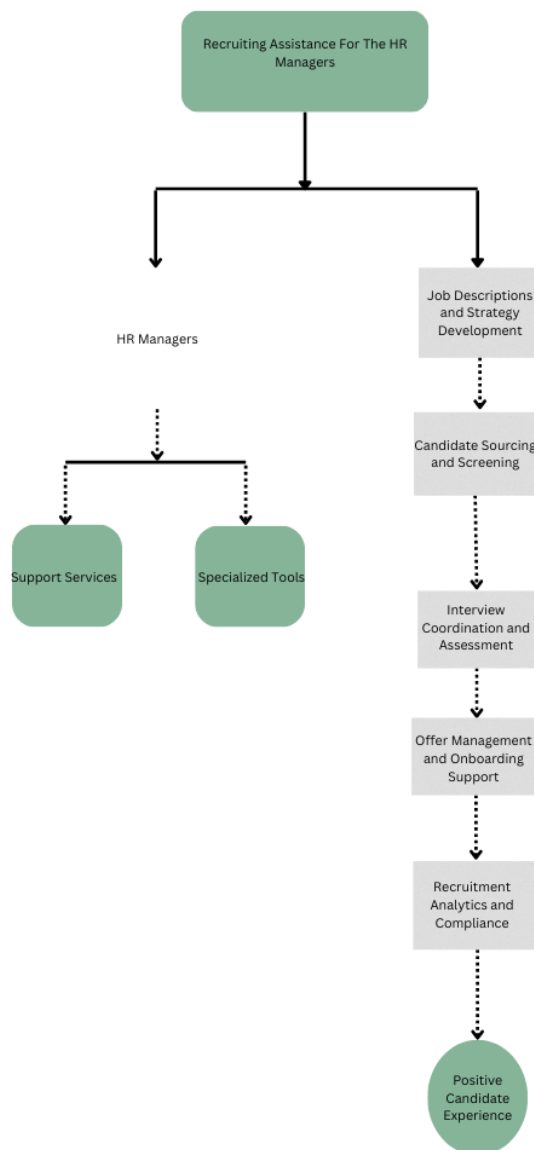 Recruiting Assistance For The HR
Managers
HR Managers
Support Services
Specialized Tools
Job Descriptions
and Strategy
Development
Candidate Sourcing
and Screening
Interview
Coordination and
Assessment
Offer Management
and Onboarding
Support
Recruitment
Analytics and
Compliance
Positive
Candidate
Experience